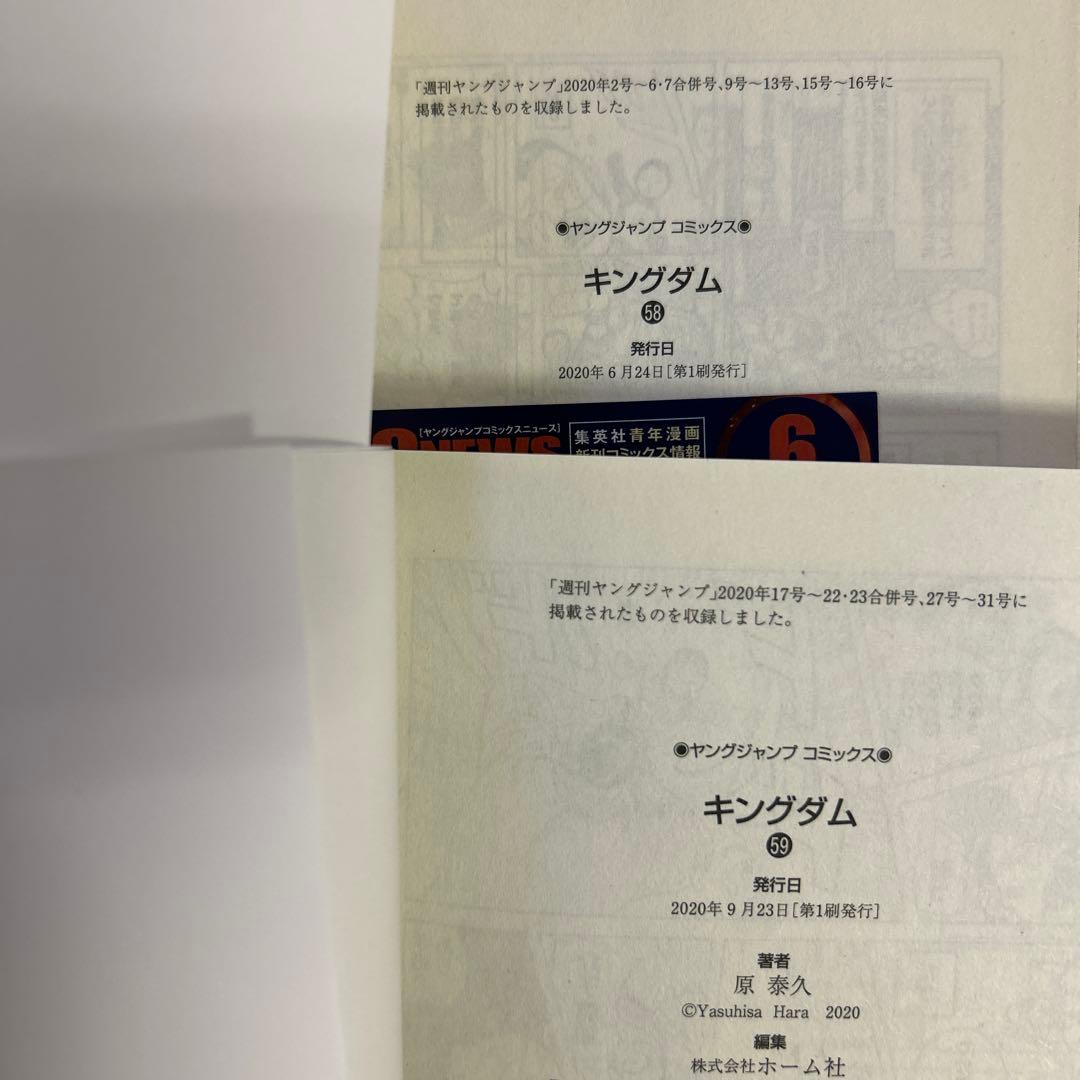 「週刊ヤングジャンプ」2020年2号〜6・7合併号、9号〜13号、15号〜16号に
掲載されたものを収録しました。
◉ヤングジャンプ コミックス◉
キングダム
58
発行日
2020年6月24日[第1刷発行]
[ヤングジャンプコミックスニュース]
NEWS
集英社青年漫画
新刊コミックス情報
6
「週刊ヤングジャンプ」2020年17号〜22・23合併号、27号〜31号に
掲載されたものを収録しました。
◉ヤングジャンプ コミックス◉
キングダム
59
発行日
2020年9月23日[第1刷発行]
著者
原 泰久
©Yasuhisa Hara 2020
編集
株式会社ホーム社